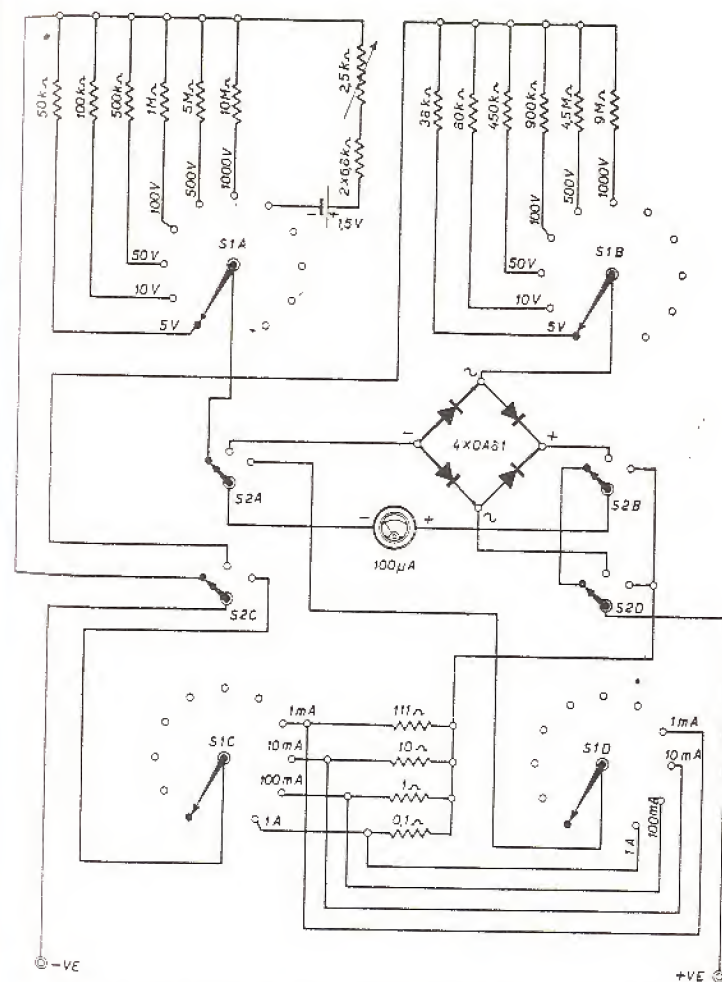 50kΩ
100kΩ
500kΩ
1MΩ
5MΩ
10MΩ
2,5kΩ
2×6,8kΩ
1,5V
- +
5V
10V
50V
100V
500V
1000V
S1A
38kΩ
80kΩ
450kΩ
900kΩ
4,5MΩ
9MΩ
5V
10V
50V
100V
500V
1000V
S1B
~
-
4×OA81
+
~
S2A
- +
100µA
S2B
S2C
S2D
1mA
10mA
100mA
1A
S1C
111Ω
10Ω
1Ω
0,1Ω
S1D
1mA
10mA
100mA
1A
-VE
+VE